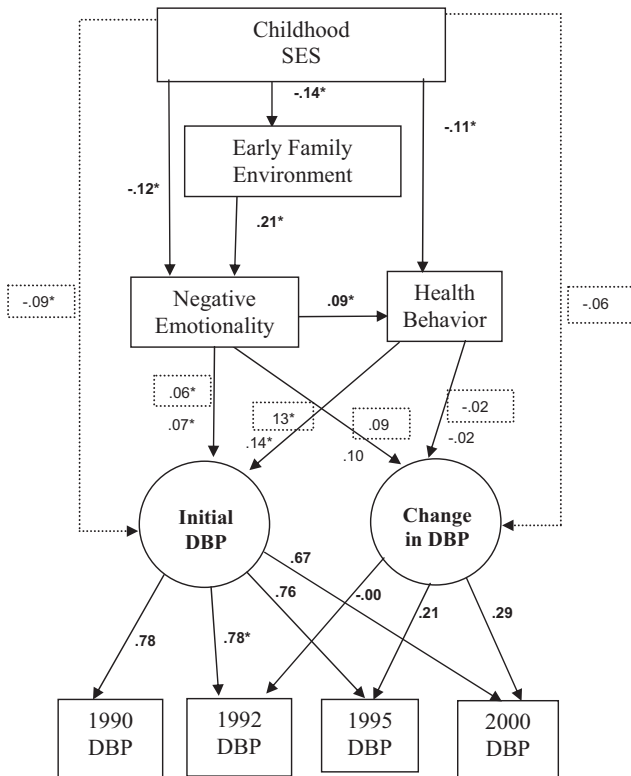 Childhood
SES
-.14*
-.11*
Early Family
Environment
-.12*
.21*
-.09*
Negative
Emotionality
.09*
Health
Behavior
-.06
.06*
13*
.09
-.02
.07*
.14*
.10
-.02
Initial
DBP
Change
in DBP
.67
.76
-.00
.21
.29
.78
.78*
1990
DBP
1992
DBP
1995
DBP
2000
DBP